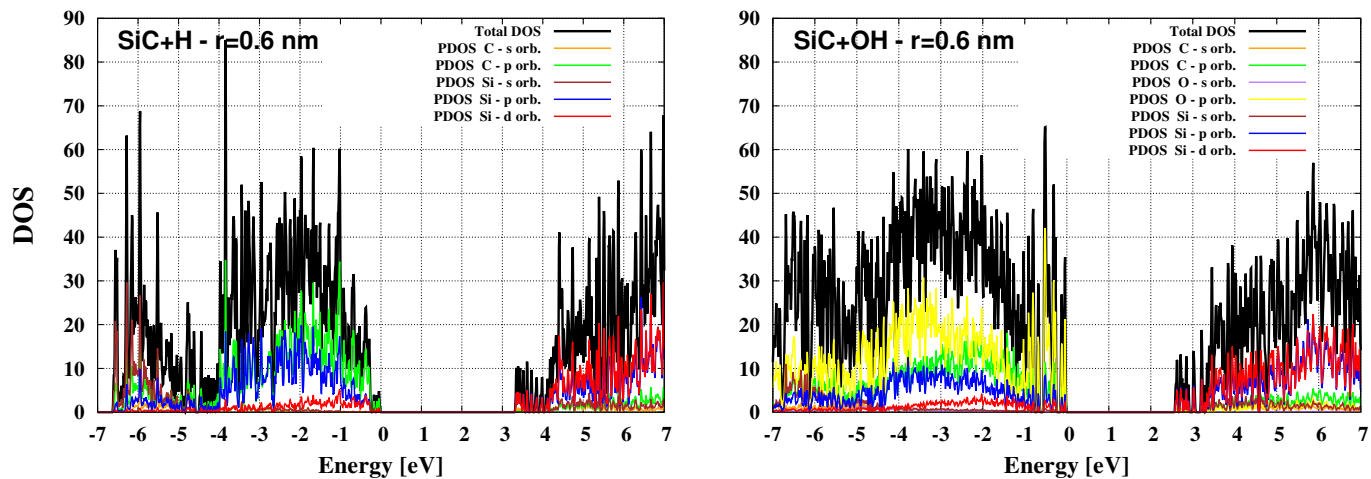 SiC+H - r=0.6 nm
Total DOS
PDOS C - s orb.
PDOS C - p orb.
PDOS Si - s orb.
PDOS Si - p orb.
PDOS Si - d orb.
90
80
70
60
50
40
30
20
10
0
DOS
-7 -6 -5 -4 -3 -2 -1 0 1 2 3 4 5 6 7
Energy [eV]
SiC+OH - r=0.6 nm
Total DOS
PDOS C - s orb.
PDOS C - p orb.
PDOS O - s orb.
PDOS O - p orb.
PDOS Si - s orb.
PDOS Si - p orb.
PDOS Si - d orb.
90
80
70
60
50
40
30
20
10
0
-7 -6 -5 -4 -3 -2 -1 0 1 2 3 4 5 6 7
Energy [eV]